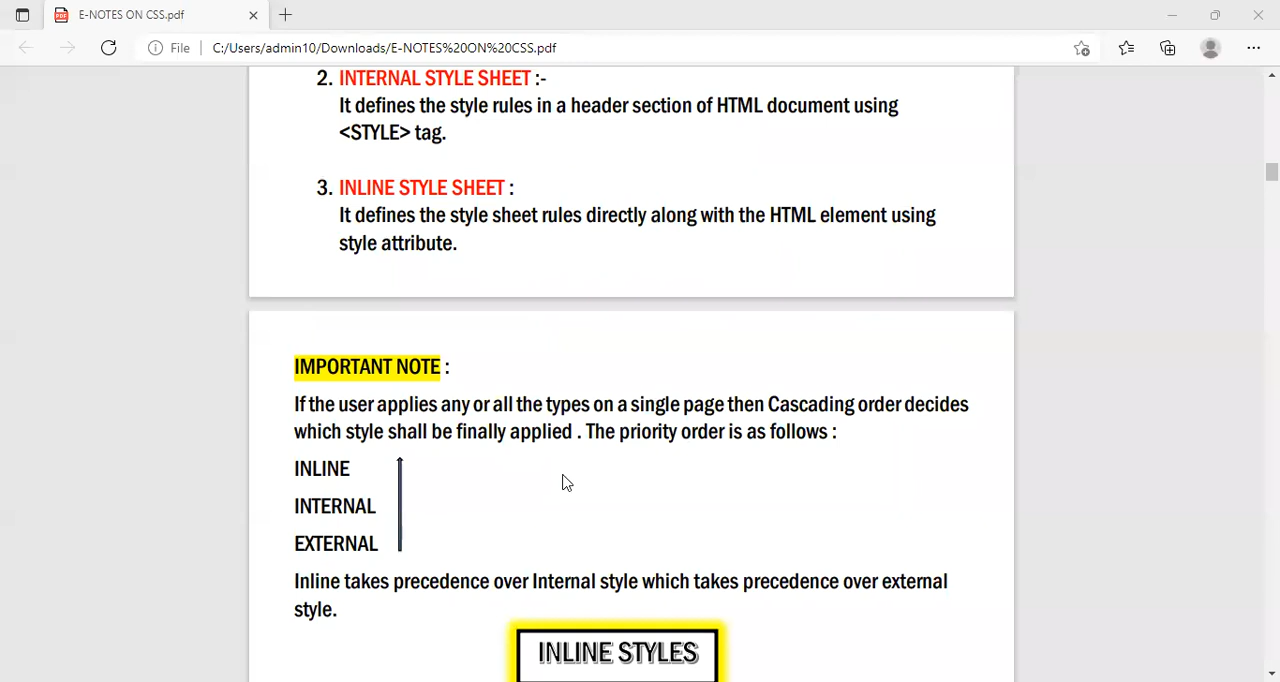 E-NOTES ON CSS.pdf
File
C:/Users/admin10/Downloads/E-NOTES%20ON%20CSS.pdf
2. INTERNAL STYLE SHEET :-
It defines the style rules in a header section of HTML document using
<STYLE> tag.
3. INLINE STYLE SHEET :
It defines the style sheet rules directly along with the HTML element using
style attribute.
IMPORTANT NOTE :
If the user applies any or all the types on a single page then Cascading order decides
which style shall be finally applied . The priority order is as follows :
INLINE
INTERNAL
EXTERNAL
Inline takes precedence over Internal style which takes precedence over external
style.
INLINE STYLES